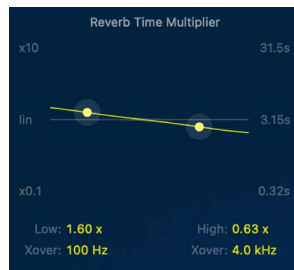 Reverb Time Multiplier
x10 31.5s
lin 3.15s
x0.1 0.32s
Low: 1.60 x High: 0.63 x
Xover: 100 Hz Xover: 4.0 kHz